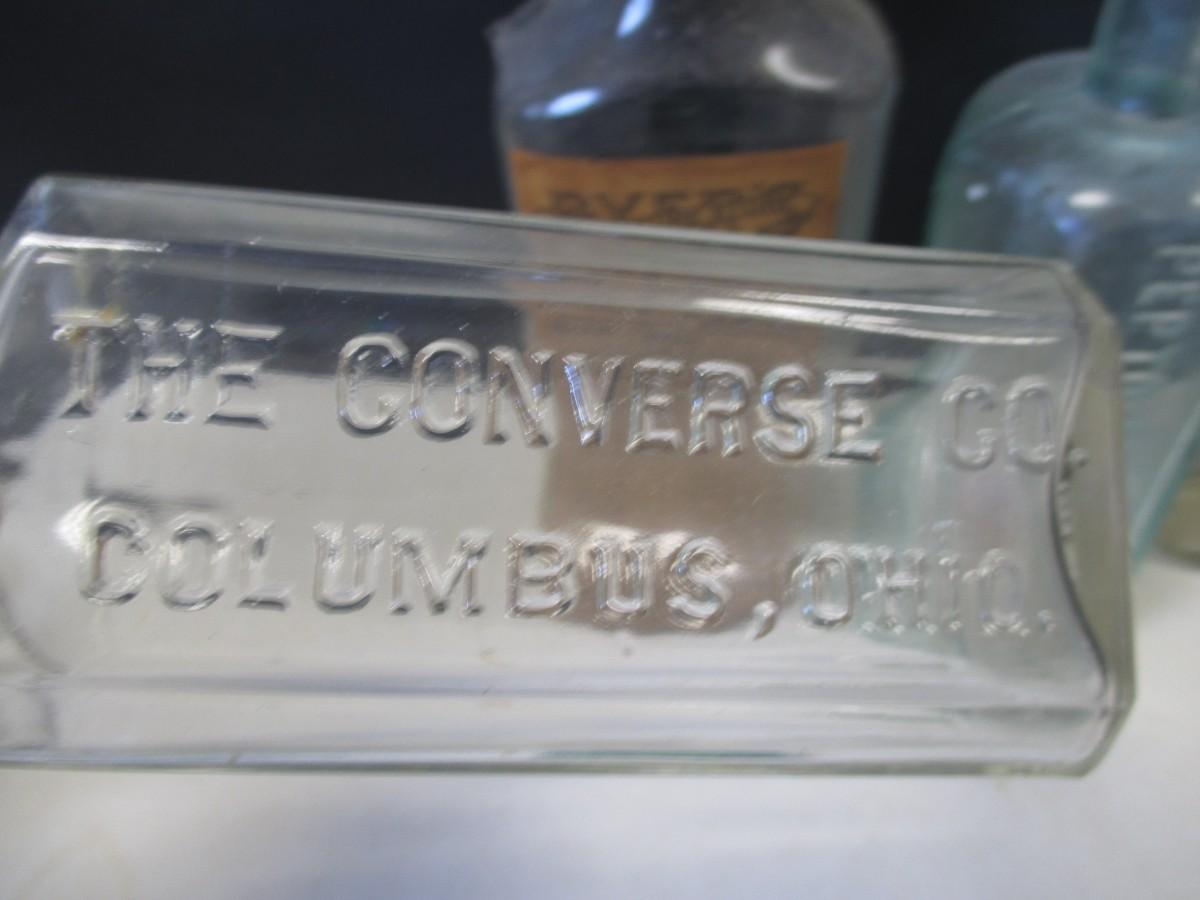 THE CONVERSE CO.
COLUMBUS, OHIO.